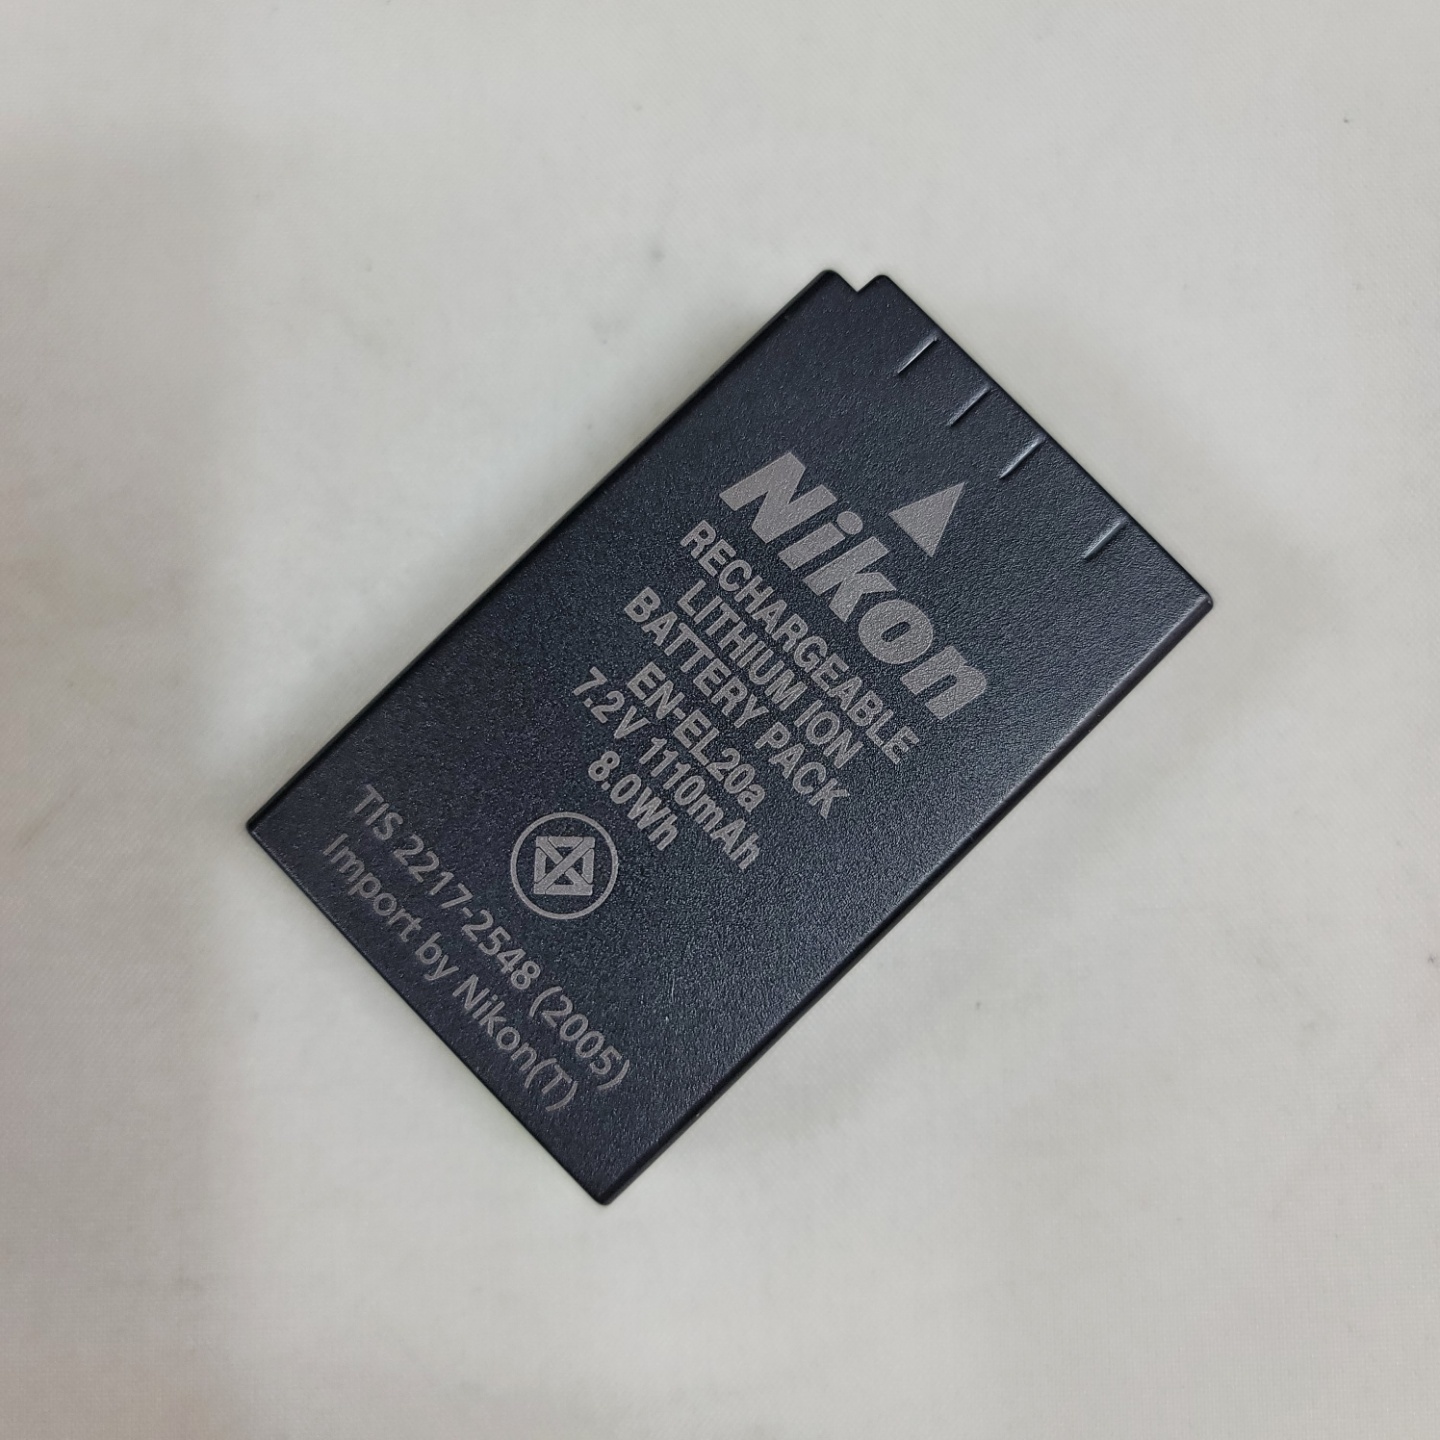 Nikon
RECHARGEABLE
LITHIUM ION
BATTERY PACK
EN-EL20a
7.2V 1110mAh
8.0Wh
TIS 2217-2548 (2005)
Import by Nikon(T)